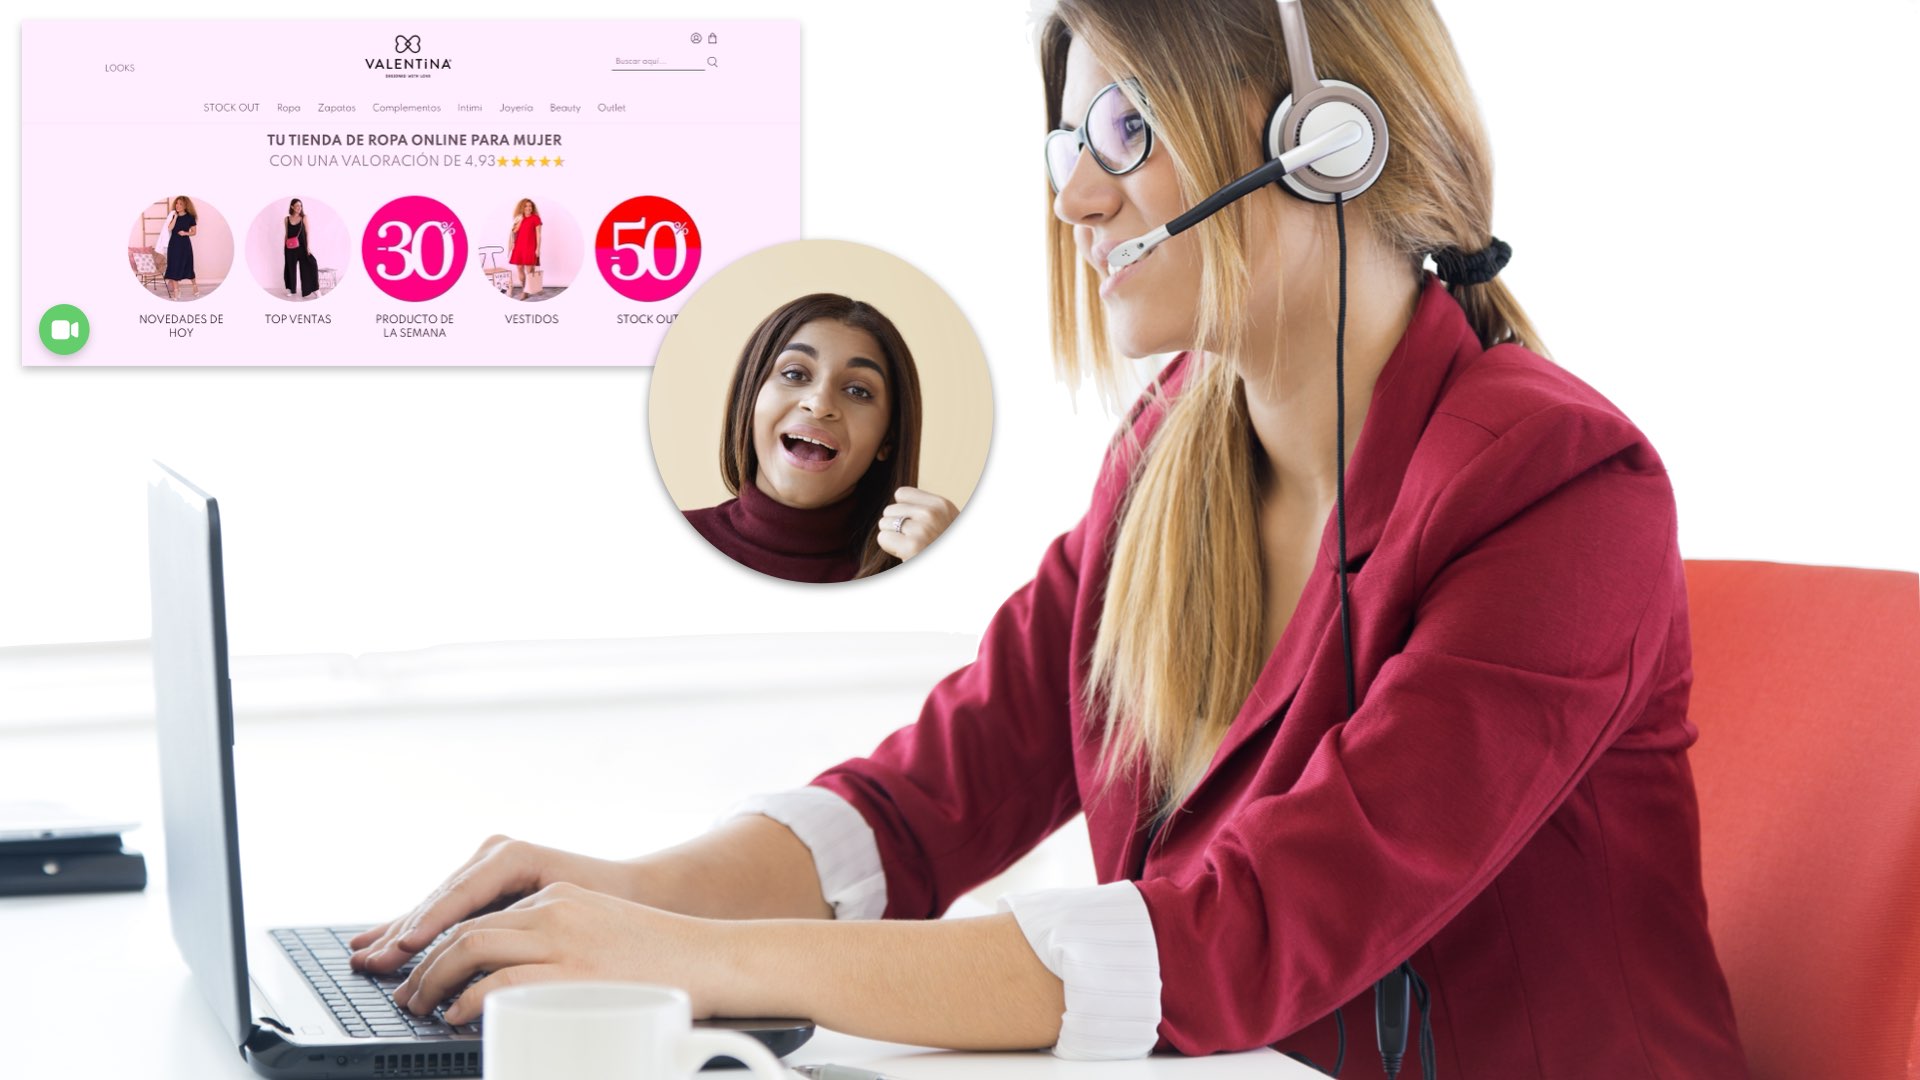 LOOKS
VALENTiNA
DESIGNED WITH LOVE
Buscar aquí...
STOCK OUT Ropa Zapatos Complementos Intimi Joyería Beauty Outlet
TU TIENDA DE ROPA ONLINE PARA MUJER
CON UNA VALORACIÓN DE 4,93
-30%
-50%
NOVEDADES DE
HOY
TOP VENTAS
PRODUCTO DE
LA SEMANA
VESTIDOS
STOCK OUT